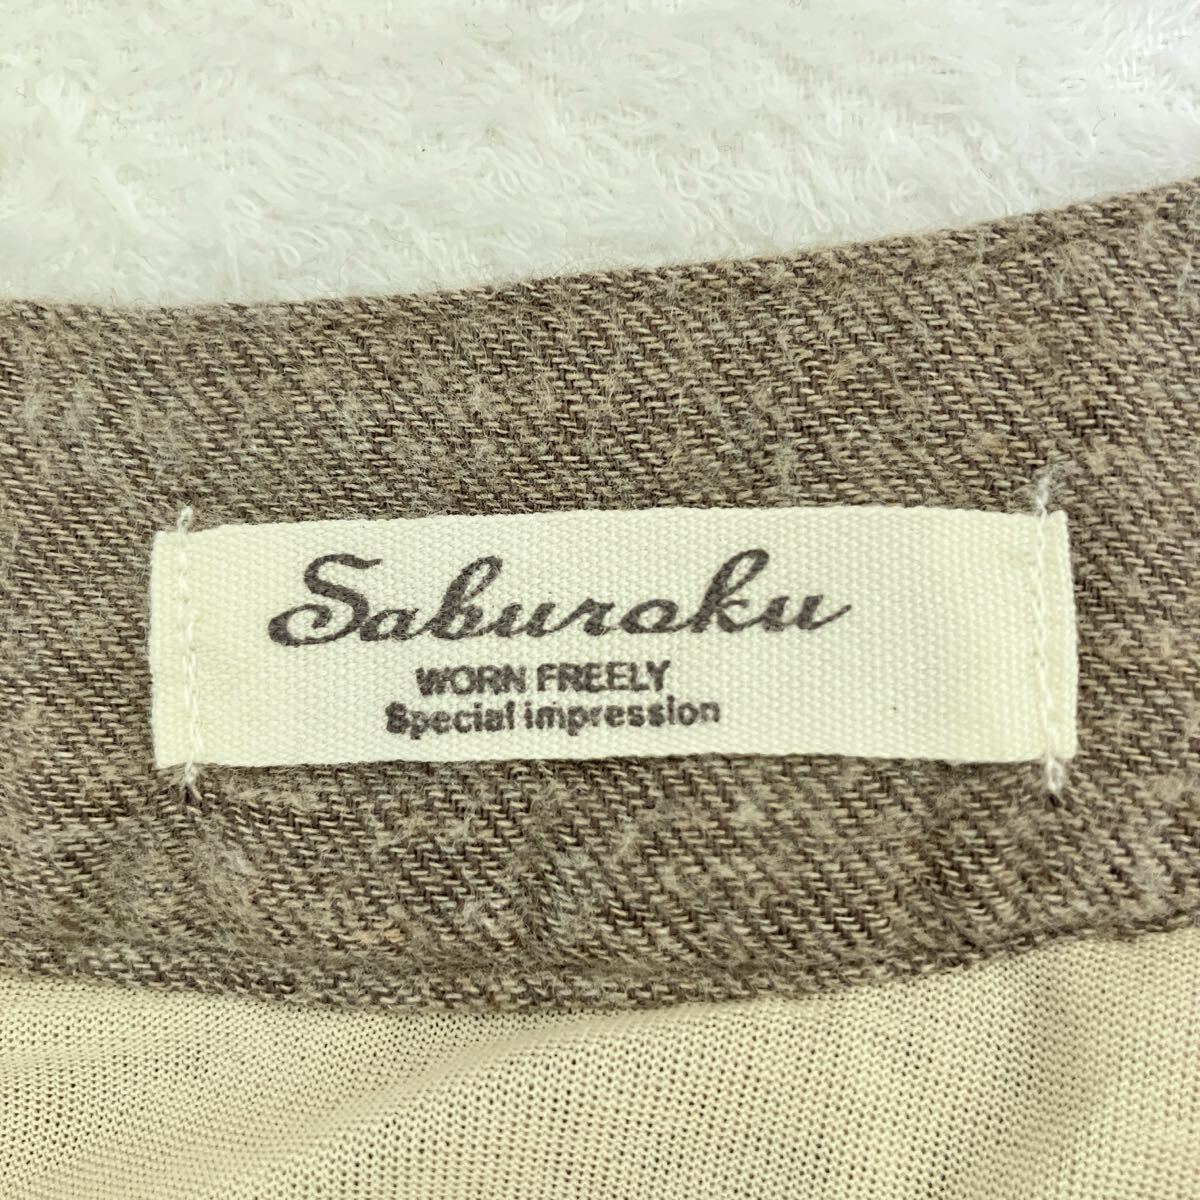 Saburoku
WORN FREELY
Special impression